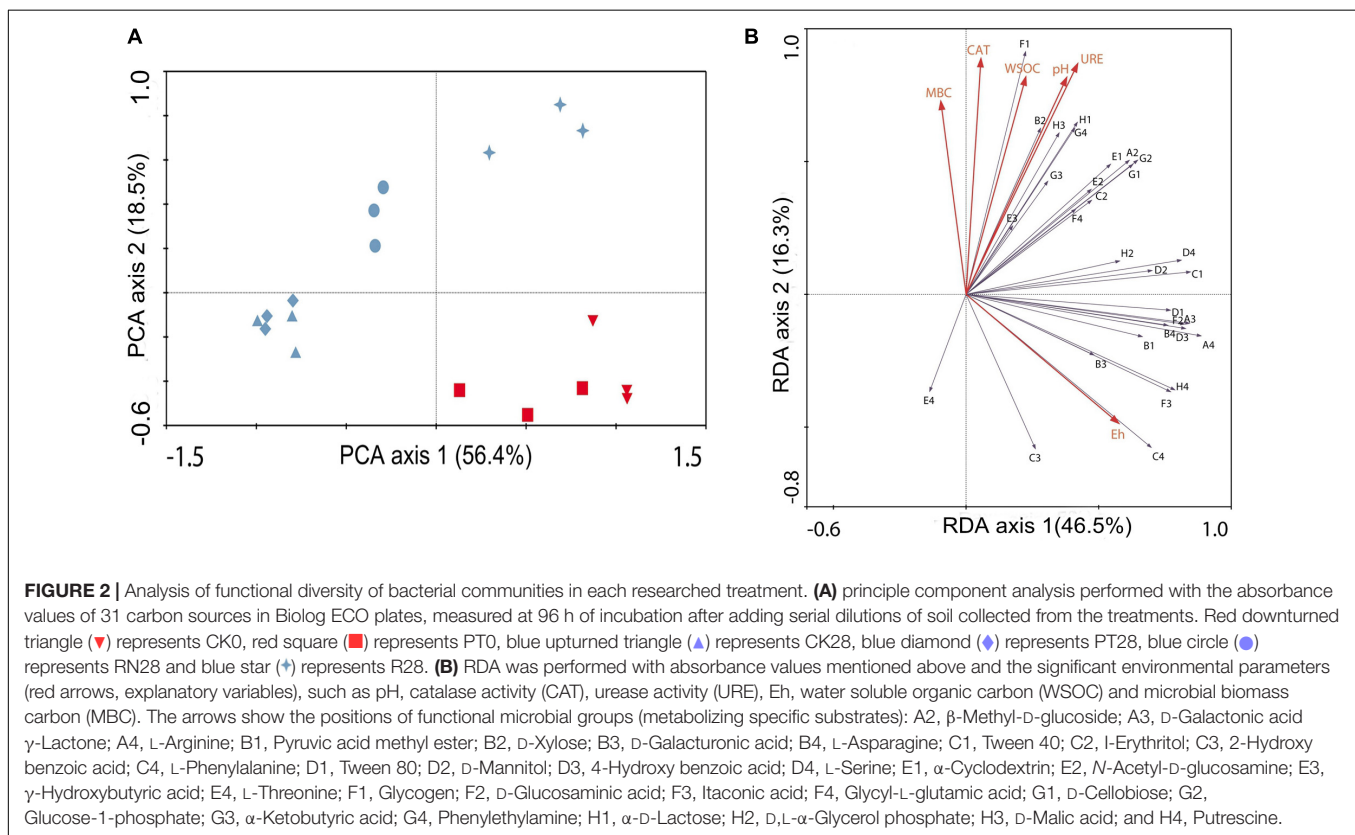 A
1.0
PCA axis 2 (18.5%)
-0.6
-1.5
PCA axis 1 (56.4%)
1.5
B
1.0
RDA axis 2 (16.3%)
-0.8
-0.6
RDA axis 1(46.5%)
1.0
F1
CAT
WSOC
pH
URE
MBC
B2
H3
H1
G4
E1
A2
G2
G1
G3
E2
C2
E3
F4
H2
D4
D2
C1
D1
F2
A3
B4
D3
B1
A4
B3
H4
F3
E4
Eh
C3
C4
FIGURE 2 | Analysis of functional diversity of bacterial communities in each researched treatment. (A) principle component analysis performed with the absorbance
values of 31 carbon sources in Biolog ECO plates, measured at 96 h of incubation after adding serial dilutions of soil collected from the treatments. Red downturned
triangle (▼) represents CK0, red square (■) represents PT0, blue upturned triangle (▲) represents CK28, blue diamond (◆) represents PT28, blue circle (●)
represents RN28 and blue star (✦) represents R28. (B) RDA was performed with absorbance values mentioned above and the significant environmental parameters
(red arrows, explanatory variables), such as pH, catalase activity (CAT), urease activity (URE), Eh, water soluble organic carbon (WSOC) and microbial biomass
carbon (MBC). The arrows show the positions of functional microbial groups (metabolizing specific substrates): A2, β-Methyl-D-glucoside; A3, D-Galactonic acid
γ-Lactone; A4, L-Arginine; B1, Pyruvic acid methyl ester; B2, D-Xylose; B3, D-Galacturonic acid; B4, L-Asparagine; C1, Tween 40; C2, I-Erythritol; C3, 2-Hydroxy
benzoic acid; C4, L-Phenylalanine; D1, Tween 80; D2, D-Mannitol; D3, 4-Hydroxy benzoic acid; D4, L-Serine; E1, α-Cyclodextrin; E2, N-Acetyl-D-glucosamine; E3,
γ-Hydroxybutyric acid; E4, L-Threonine; F1, Glycogen; F2, D-Glucosaminic acid; F3, Itaconic acid; F4, Glycyl-L-glutamic acid; G1, D-Cellobiose; G2,
Glucose-1-phosphate; G3, α-Ketobutyric acid; G4, Phenylethylamine; H1, α-D-Lactose; H2, D,L-α-Glycerol phosphate; H3, D-Malic acid; and H4, Putrescine.